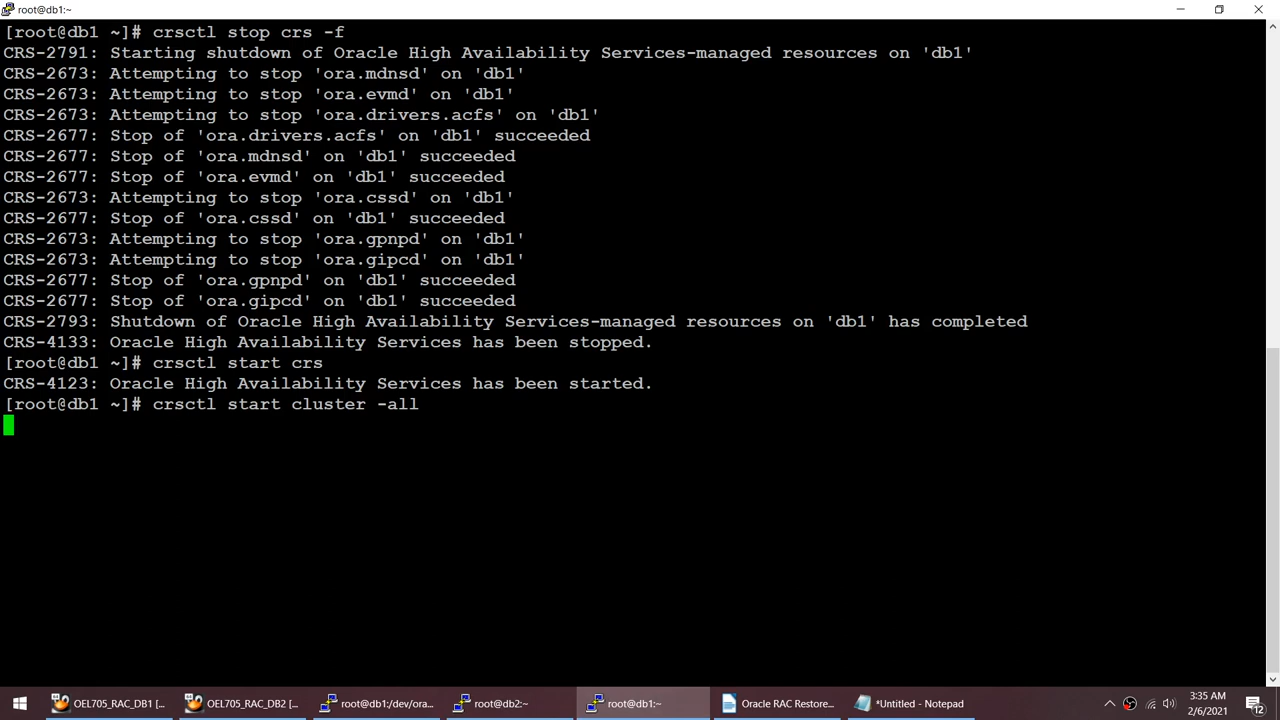 root@db1:~
[root@db1 ~]# crsctl stop crs -f
CRS-2791: Starting shutdown of Oracle High Availability Services-managed resources on 'db1'
CRS-2673: Attempting to stop 'ora.mdnsd' on 'db1'
CRS-2673: Attempting to stop 'ora.evmd' on 'db1'
CRS-2673: Attempting to stop 'ora.drivers.acfs' on 'db1'
CRS-2677: Stop of 'ora.drivers.acfs' on 'db1' succeeded
CRS-2677: Stop of 'ora.mdnsd' on 'db1' succeeded
CRS-2677: Stop of 'ora.evmd' on 'db1' succeeded
CRS-2673: Attempting to stop 'ora.cssd' on 'db1'
CRS-2677: Stop of 'ora.cssd' on 'db1' succeeded
CRS-2673: Attempting to stop 'ora.gpnpd' on 'db1'
CRS-2673: Attempting to stop 'ora.gipcd' on 'db1'
CRS-2677: Stop of 'ora.gpnpd' on 'db1' succeeded
CRS-2677: Stop of 'ora.gipcd' on 'db1' succeeded
CRS-2793: Shutdown of Oracle High Availability Services-managed resources on 'db1' has completed
CRS-4133: Oracle High Availability Services has been stopped.
[root@db1 ~]# crsctl start crs
CRS-4123: Oracle High Availability Services has been started.
[root@db1 ~]# crsctl start cluster -all
OEL705_RAC_DB1 [... OEL705_RAC_DB2 [... root@db1:/dev/ora... root@db2:~ root@db1:~ Oracle RAC Restore... *Untitled - Notepad 3:35 AM
2/6/2021 12